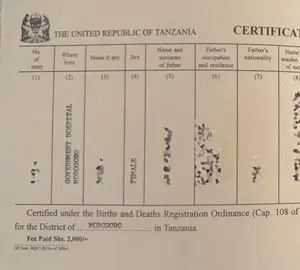 THE UNITED REPUBLIC OF TANZANIA CERTIFICAT
No of entry
Where born
Name if any
Sex
Name and surname of father
Father's occupation and residence
Father's nationality
Name
maiden
of mo
(1) (2) (3) (4) (5) (6) (7) (8)
GOVERNMENT HOSPITAL
MOROGORO
FEMALE
Certified under the Births and Deaths Registration Ordinance (Cap. 108 of
for the District of MOROGORO in Tanzania.
Fee Paid Shs. 2,000/=